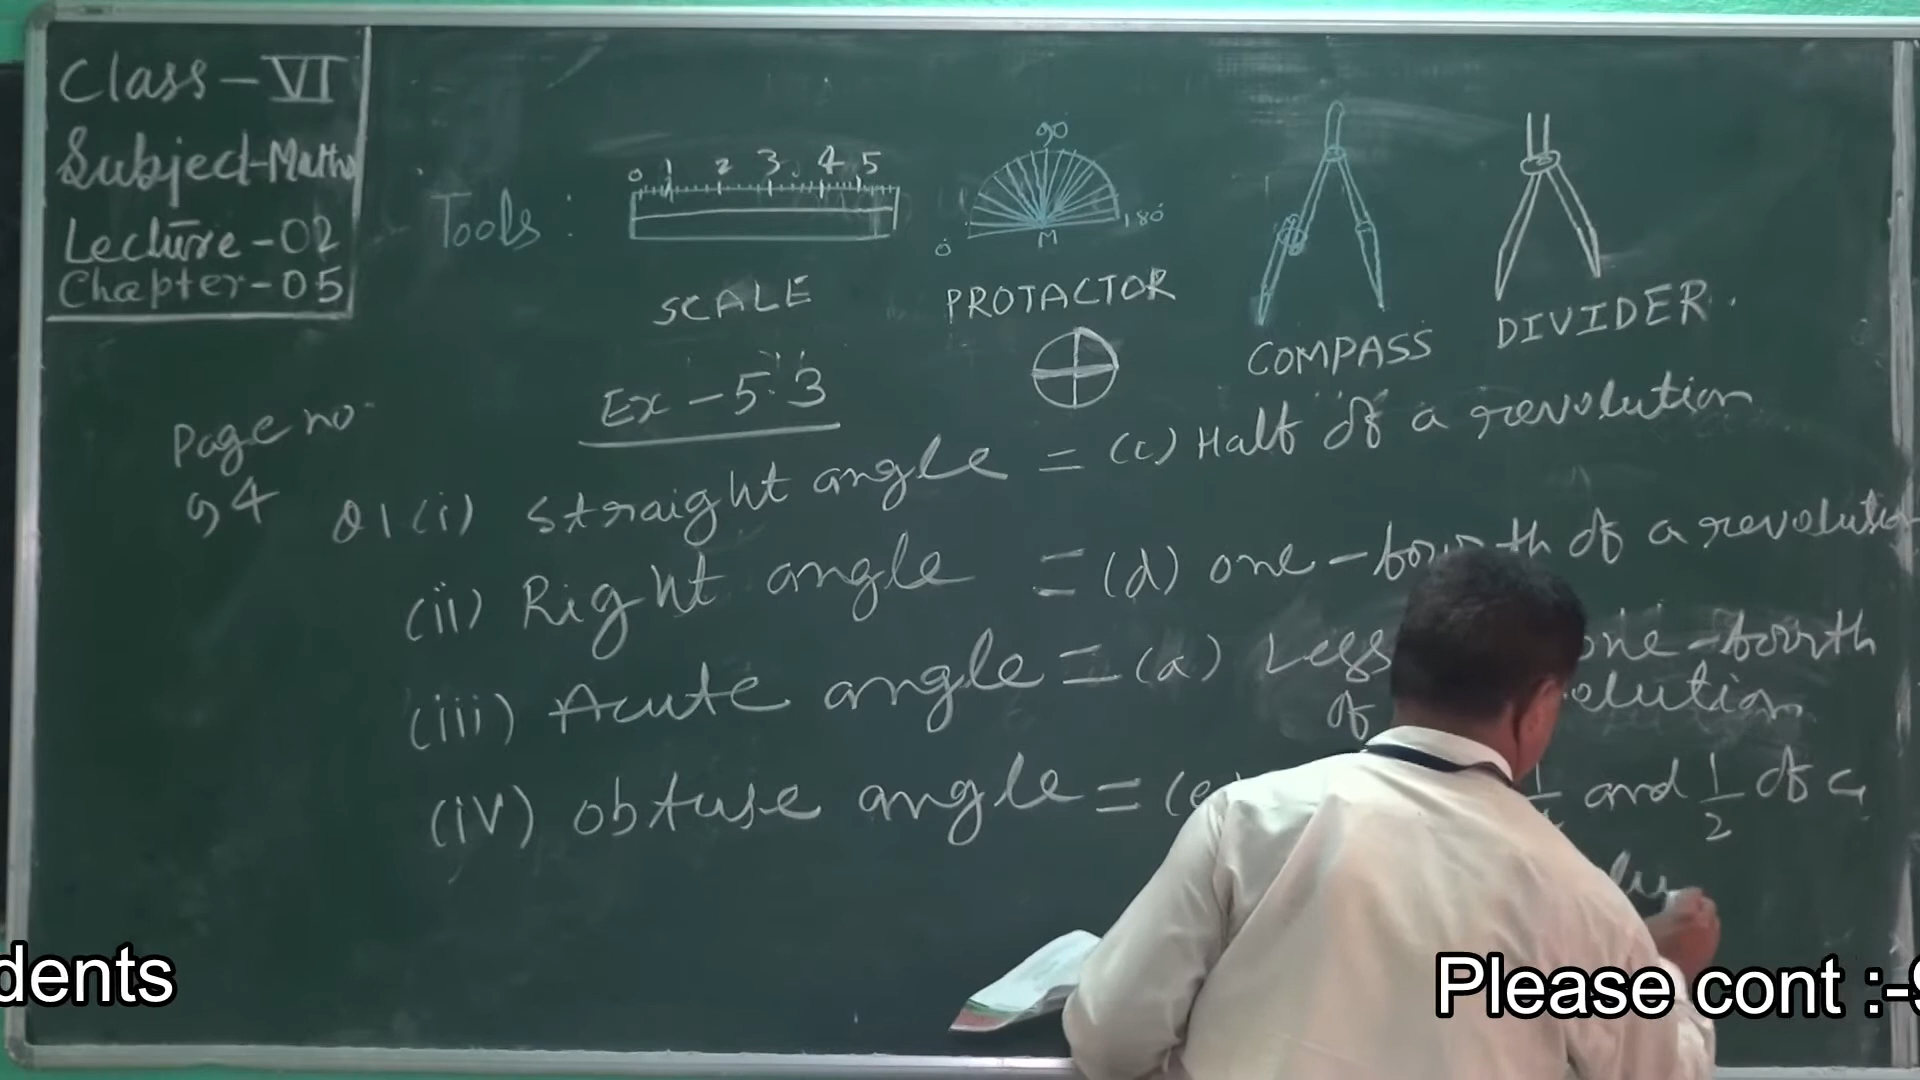 Class - VI
Subject - Maths
Lecture - 02
Chapter - 05
Tools :
0 1 2 3 4 5
SCALE
90
0 180
M
PROTACTOR
COMPASS
DIVIDER.
Page no.
94
Ex - 5.3
Q1 (i) Straight angle = (c) Half of a revolution
(ii) Right angle = (d) one - fourth of a revolution
(iii) Acute angle = (a) Less one - fourth
of
(iv) obtuse angle = (e) and 1/2 of a
dents
Please cont :-9